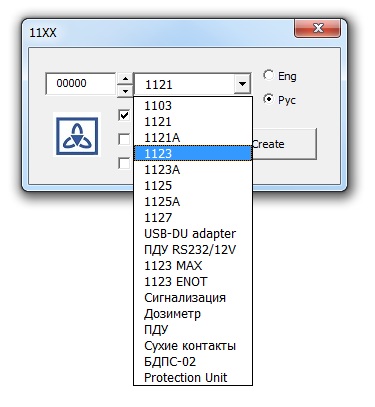 11XX
00000
1121
Eng
Рус
Create
1103
1121
1121A
1123
1123A
1125
1125A
1127
USB-DU adapter
ПДУ RS232/12V
1123 MAX
1123 ENOT
Сигнализация
Дозиметр
ПДУ
Сухие контакты
БДПС-02
Protection Unit